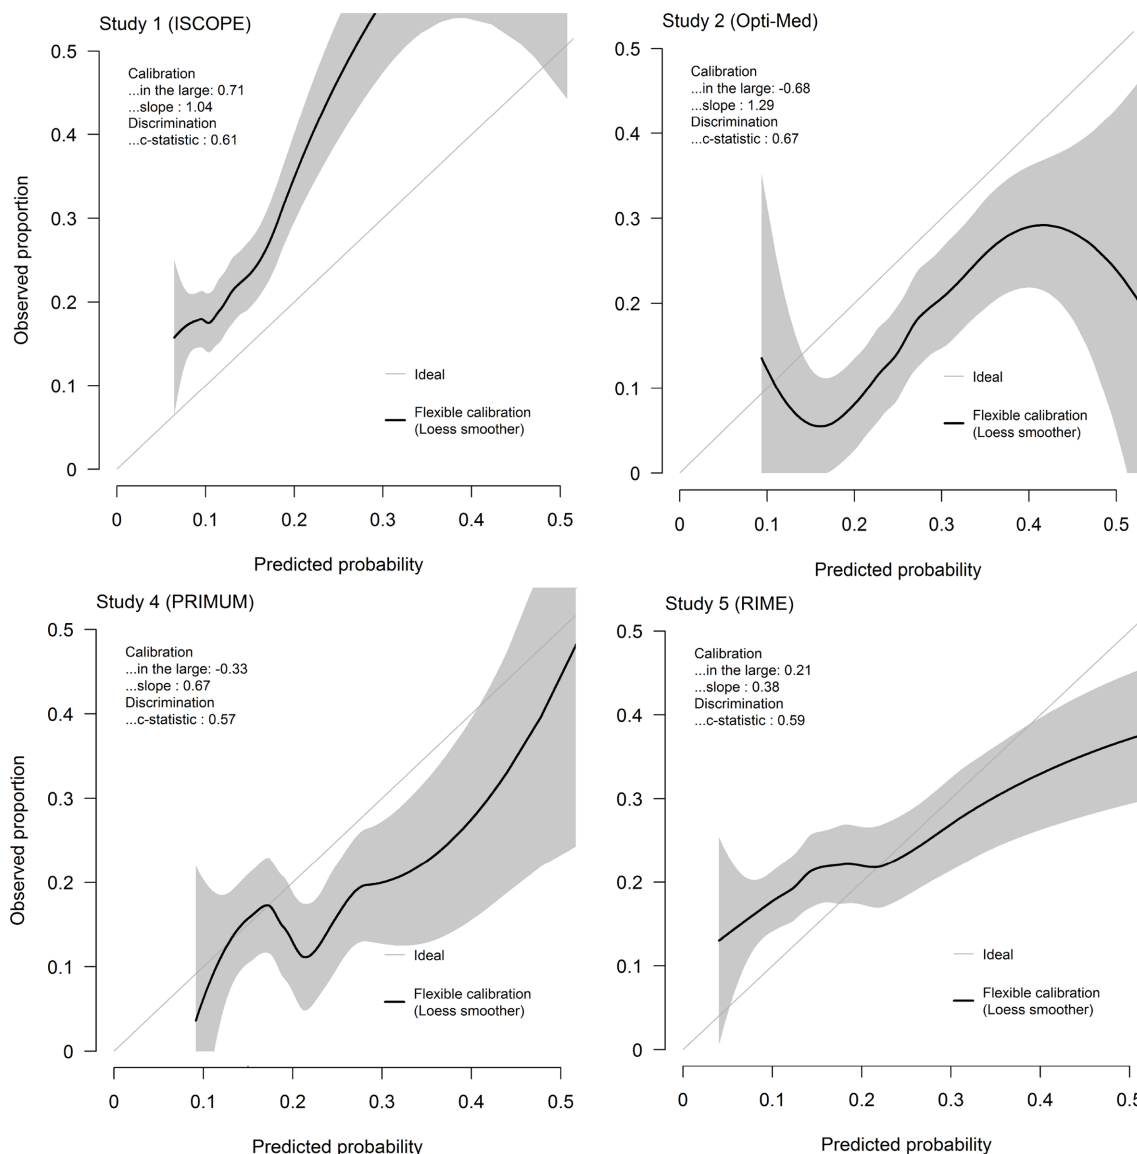 Study 1 (ISCOPE)
0.5
0.4
0.3
0.2
0.1
0
Observed proportion
Calibration
...in the large: 0.71
...slope : 1.04
Discrimination
...c-statistic : 0.61
Ideal
Flexible calibration
(Loess smoother)
0 0.1 0.2 0.3 0.4 0.5
Predicted probability
Study 2 (Opti-Med)
0.5
0.4
0.3
0.2
0.1
0
Calibration
...in the large: -0.68
...slope : 1.29
Discrimination
...c-statistic : 0.67
Ideal
Flexible calibration
(Loess smoother)
0 0.1 0.2 0.3 0.4 0.5
Predicted probability
Study 4 (PRIMUM)
0.5
0.4
0.3
0.2
0.1
0
Observed proportion
Calibration
...in the large: -0.33
...slope : 0.67
Discrimination
...c-statistic : 0.57
Ideal
Flexible calibration
(Loess smoother)
0 0.1 0.2 0.3 0.4 0.5
Predicted probability
Study 5 (RIME)
0.5
0.4
0.3
0.2
0.1
0
Calibration
...in the large: 0.21
...slope : 0.38
Discrimination
...c-statistic : 0.59
Ideal
Flexible calibration
(Loess smoother)
0 0.1 0.2 0.3 0.4 0.5
Predicted probability